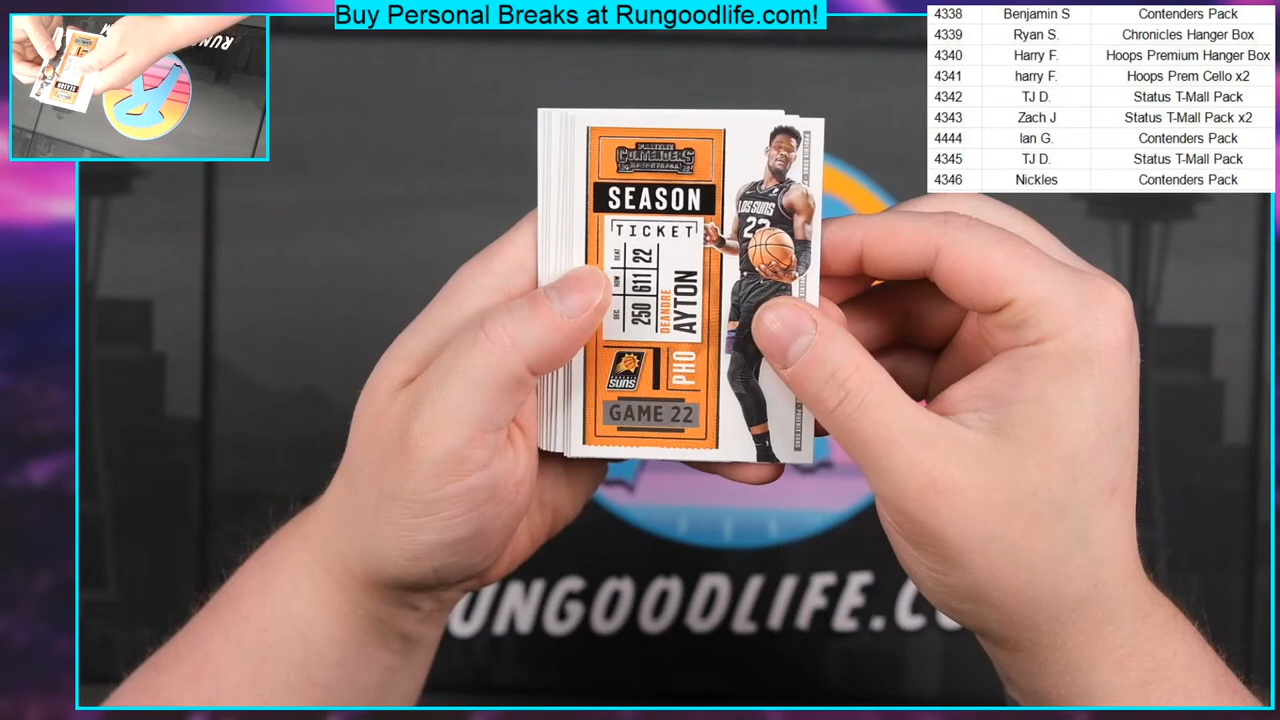 Buy Personal Breaks at Rungoodlife.com!
4338 Benjamin S Contenders Pack
4339 Ryan S. Chronicles Hanger Box
4340 Harry F. Hoops Premium Hanger Box
4341 harry F. Hoops Prem Cello x2
4342 TJ D. Status T-Mall Pack
4343 Zach J Status T-Mall Pack x2
4444 Ian G. Contenders Pack
4345 TJ D. Status T-Mall Pack
4346 Nickles Contenders Pack
CONTENDERS
BASKETBALL
SEASON
TICKET
SEC. 250
ROW 611
SEAT 22
DEANDRE
AYTON
LOS SUNS
22
SUNS
PHO
GAME 22
RUNGOODLIFE.C